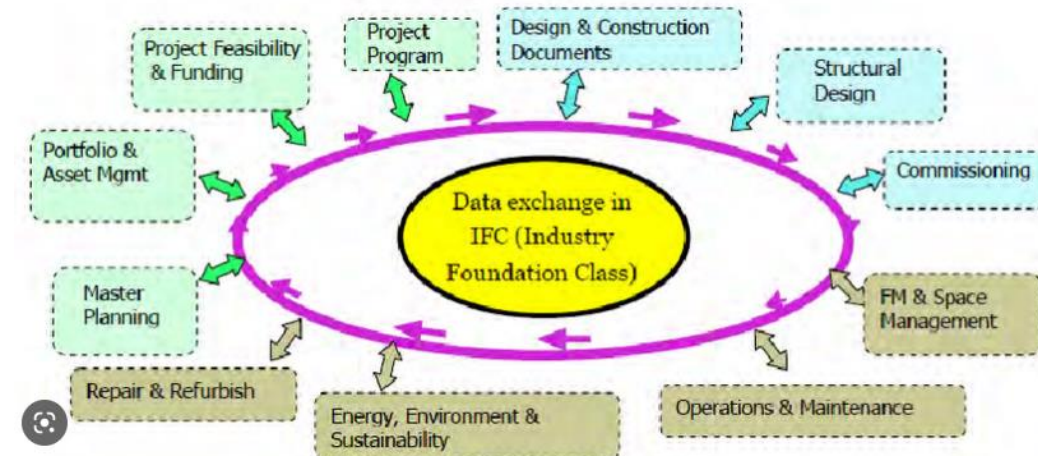 Project Feasibility
& Funding
Project
Program
Design & Construction
Documents
Structural
Design
Portfolio &
Asset Mgmt
Commissioning
Data exchange in
IFC (Industry
Foundation Class)
Master
Planning
FM & Space
Management
Repair & Refurbish
Energy, Environment &
Sustainability
Operations & Maintenance